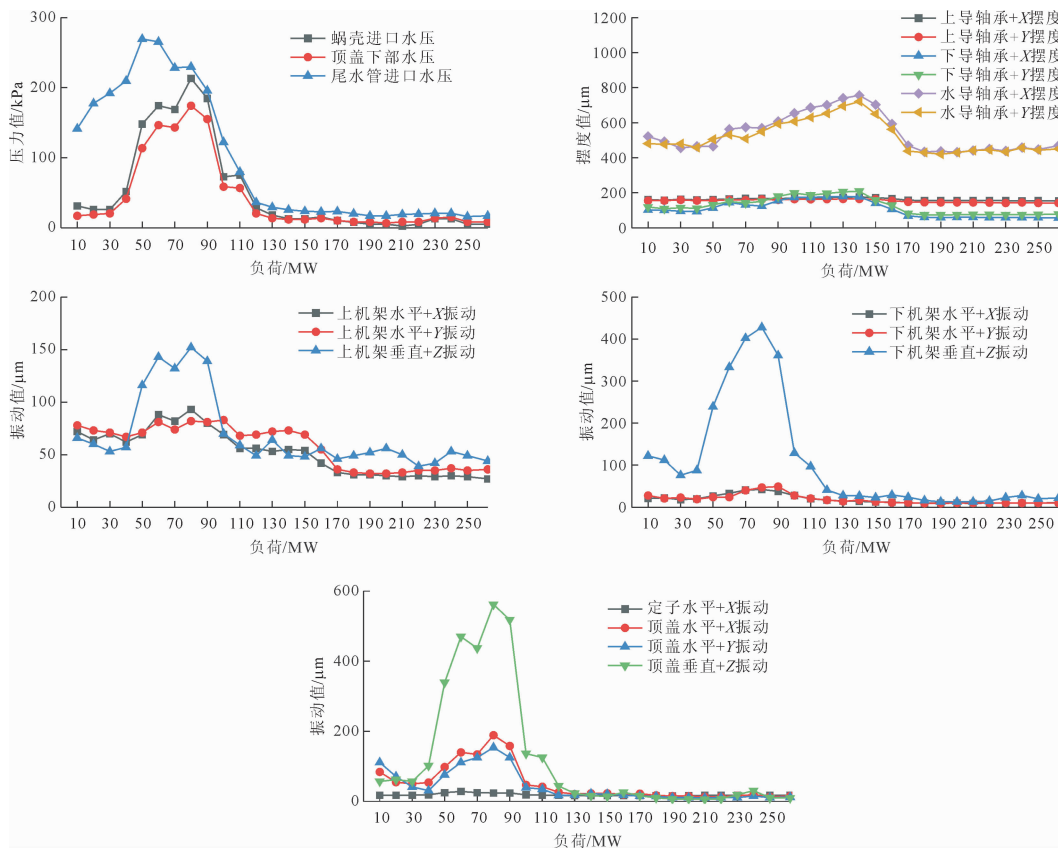 300
200
100
0
压力值/kPa
蜗壳进口水压
顶盖下部水压
尾水管进口水压
10 30 50 70 90 110 130 150 170 190 210 230 250
负荷/MW
1200
1000
800
600
400
200
0
摆度值/μm
上导轴承+X摆度
上导轴承+Y摆度
下导轴承+X摆度
下导轴承+Y摆度
水导轴承+X摆度
水导轴承+Y摆度
10 30 50 70 90 110 130 150 170 190 210 230 250
负荷/MW
200
150
100
50
0
振动值/μm
上机架水平+X振动
上机架水平+Y振动
上机架垂直+Z振动
10 30 50 70 90 110 130 150 170 190 210 230 250
负荷/MW
500
400
300
200
100
0
振动值/μm
下机架水平+X振动
下机架水平+Y振动
下机架垂直+Z振动
10 30 50 70 90 110 130 150 170 190 210 230 250
负荷/MW
600
400
200
0
振动值/μm
定子水平+X振动
顶盖水平+X振动
顶盖水平+Y振动
顶盖垂直+Z振动
10 30 50 70 90 110 130 150 170 190 210 230 250
负荷/MW